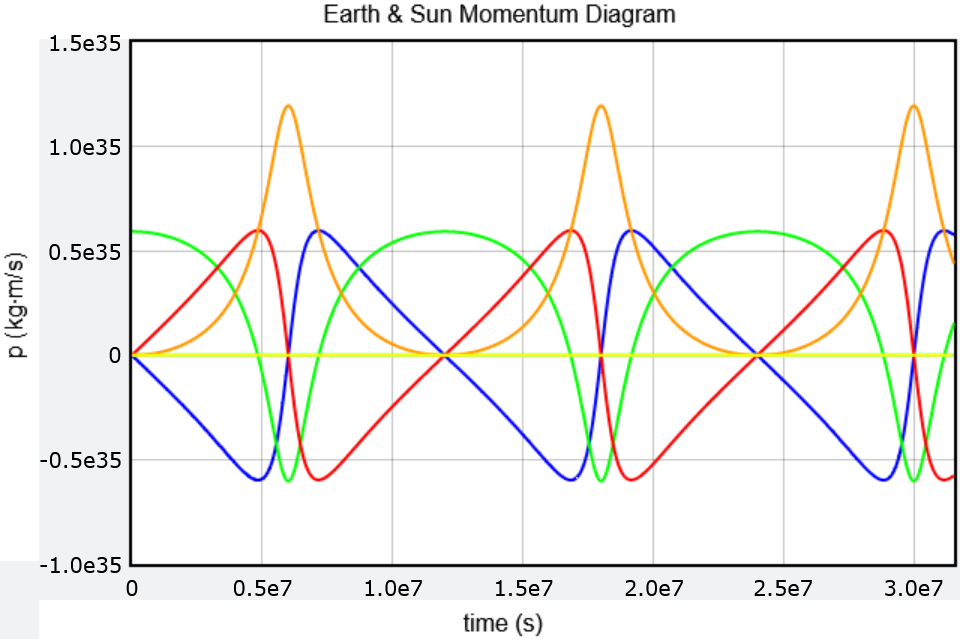 Earth & Sun Momentum Diagram
1.5e35
1.0e35
0.5e35
0
-0.5e35
-1.0e35
p (kg·m/s)
0 0.5e7 1.0e7 1.5e7 2.0e7 2.5e7 3.0e7
time (s)